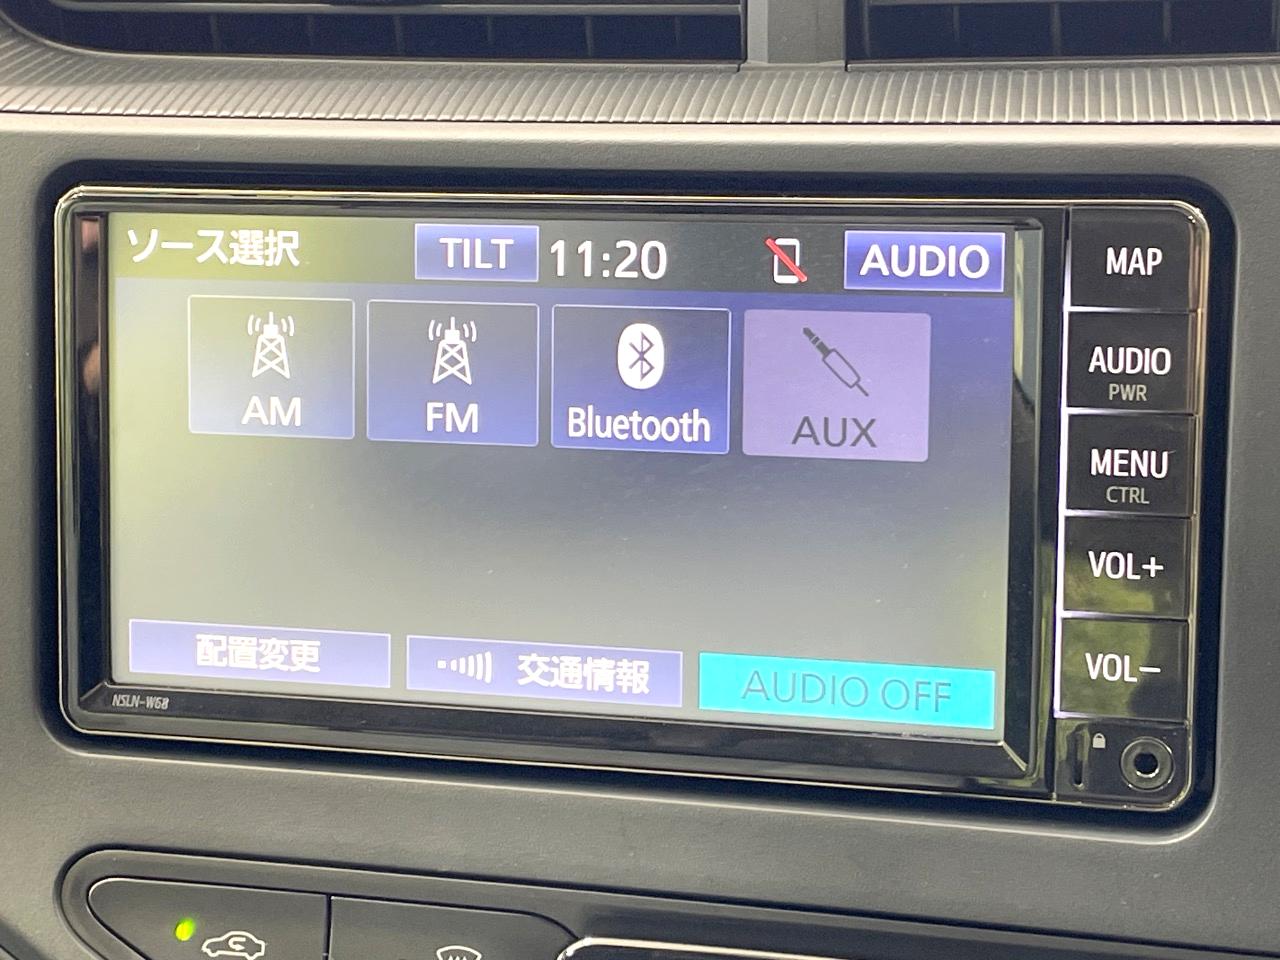 ソース選択
TILT
11:20
AUDIO
AM
FM
Bluetooth
AUX
配置変更
交通情報
AUDIO OFF
NSLN-W68
MAP
AUDIO
PWR
MENU
CTRL
VOL+
VOL−